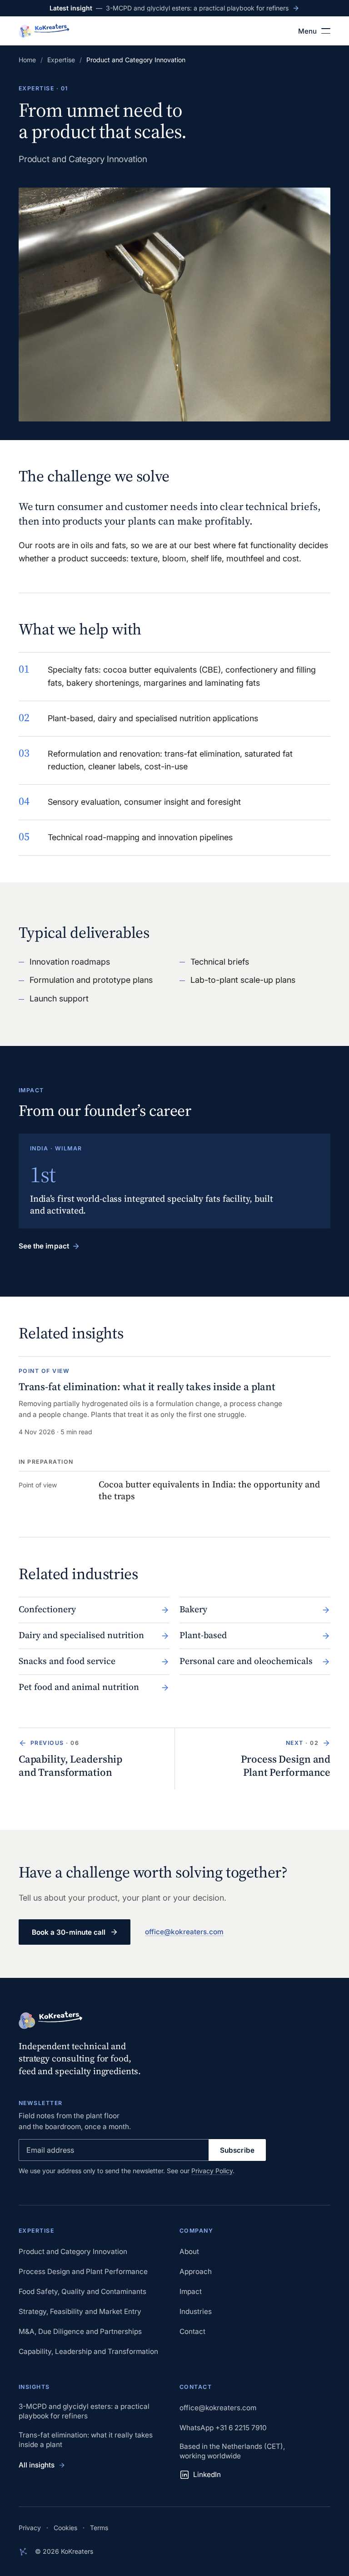 Latest insight — 3-MCPD and glycidyl esters: a practical playbook for refiners →
KoKreaters
Menu
Home / Expertise / Product and Category Innovation
EXPERTISE · 01
From unmet need to
a product that scales.
Product and Category Innovation
The challenge we solve
We turn consumer and customer needs into clear technical briefs,
then into products your plants can make profitably.
Our roots are in oils and fats, so we are at our best where fat functionality decides
whether a product succeeds: texture, bloom, shelf life, mouthfeel and cost.
What we help with
01 Specialty fats: cocoa butter equivalents (CBE), confectionery and filling
fats, bakery shortenings, margarines and laminating fats
02 Plant-based, dairy and specialised nutrition applications
03 Reformulation and renovation: trans-fat elimination, saturated fat
reduction, cleaner labels, cost-in-use
04 Sensory evaluation, consumer insight and foresight
05 Technical road-mapping and innovation pipelines
Typical deliverables
— Innovation roadmaps
— Technical briefs
— Formulation and prototype plans
— Lab-to-plant scale-up plans
— Launch support
IMPACT
From our founder's career
INDIA · WILMAR
1st
India's first world-class integrated specialty fats facility, built
and activated.
See the impact →
Related insights
POINT OF VIEW
Trans-fat elimination: what it really takes inside a plant
Removing partially hydrogenated oils is a formulation change, a process change
and a people change. Plants that treat it as only the first one struggle.
4 Nov 2026 · 5 min read
IN PREPARATION
Point of view
Cocoa butter equivalents in India: the opportunity and
the traps
Related industries
Confectionery →
Bakery →
Dairy and specialised nutrition →
Plant-based →
Snacks and food service →
Personal care and oleochemicals →
Pet food and animal nutrition →
← PREVIOUS · 06
Capability, Leadership
and Transformation
NEXT · 02 →
Process Design and
Plant Performance
Have a challenge worth solving together?
Tell us about your product, your plant or your decision.
Book a 30-minute call →
office@kokreaters.com
KoKreaters
Independent technical and
strategy consulting for food,
feed and specialty ingredients.
NEWSLETTER
Field notes from the plant floor
and the boardroom, once a month.
Email address
Subscribe
We use your address only to send the newsletter. See our Privacy Policy.
EXPERTISE
Product and Category Innovation
Process Design and Plant Performance
Food Safety, Quality and Contaminants
Strategy, Feasibility and Market Entry
M&A, Due Diligence and Partnerships
Capability, Leadership and Transformation
COMPANY
About
Approach
Impact
Industries
Contact
INSIGHTS
3-MCPD and glycidyl esters: a practical
playbook for refiners
Trans-fat elimination: what it really takes
inside a plant
All insights →
CONTACT
office@kokreaters.com
WhatsApp +31 6 2215 7910
Based in the Netherlands (CET),
working worldwide
LinkedIn
Privacy · Cookies · Terms
© 2026 KoKreaters